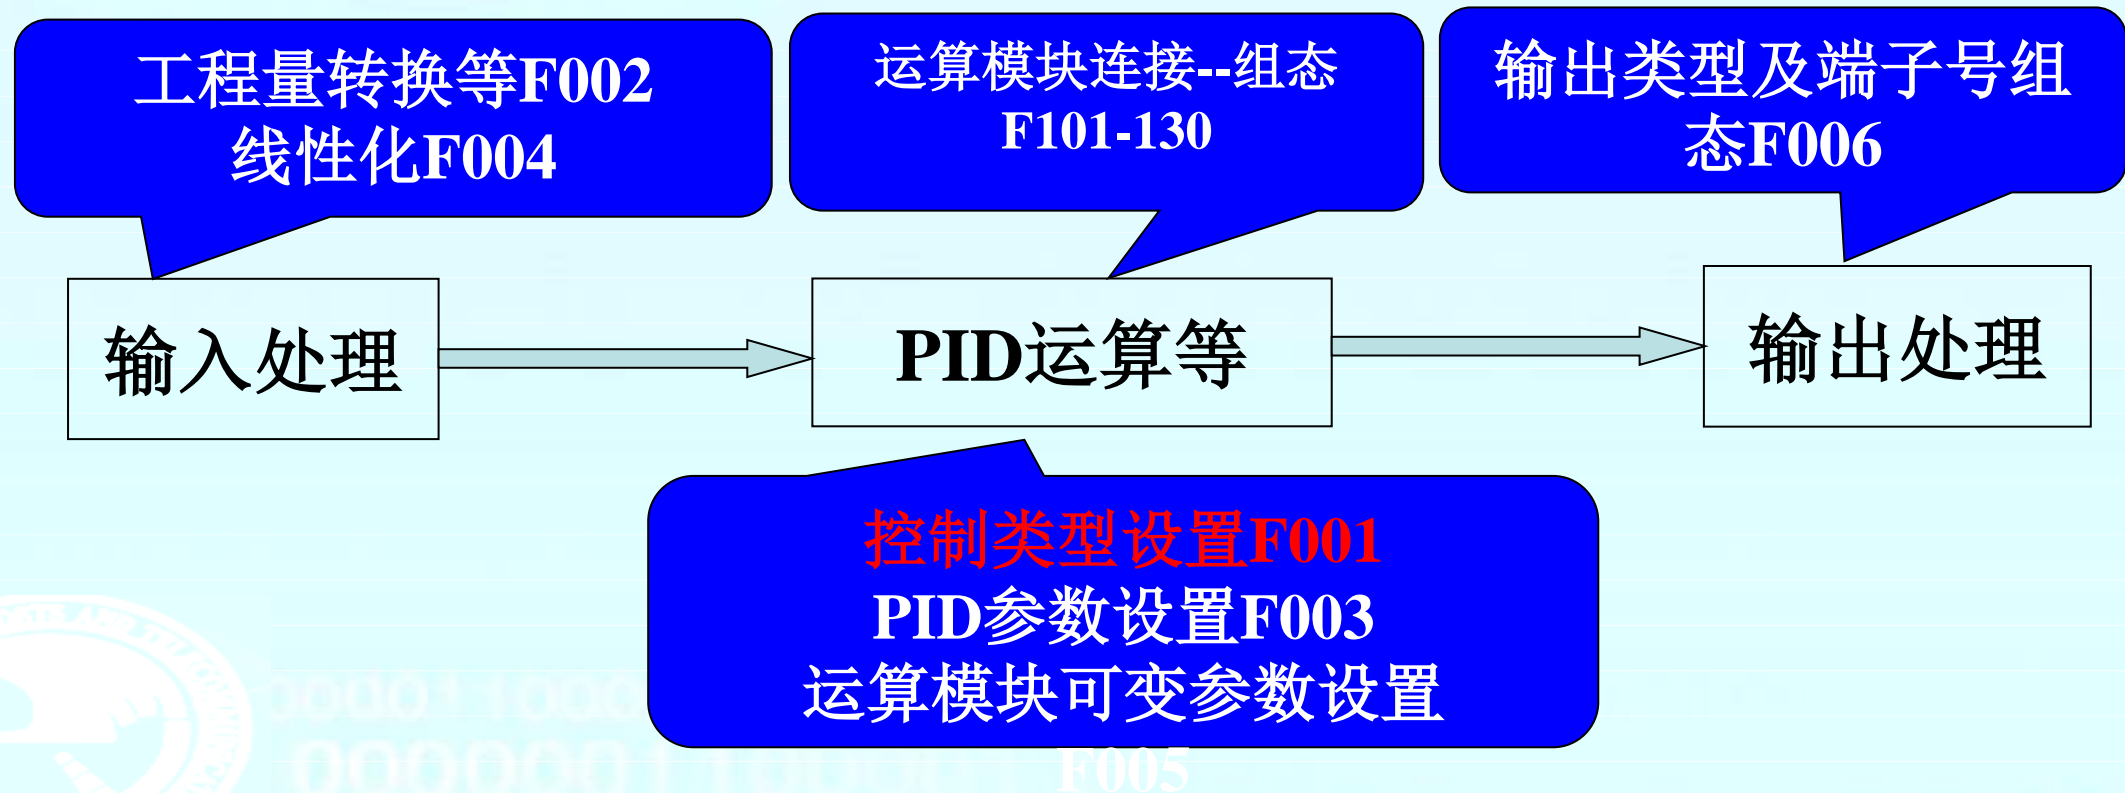 工程量转换等F002
线性化F004
运算模块连接--组态
F101-130
输出类型及端子号组
态F006
输入处理
PID运算等
输出处理
控制类型设置F001
PID参数设置F003
运算模块可变参数设置
F005